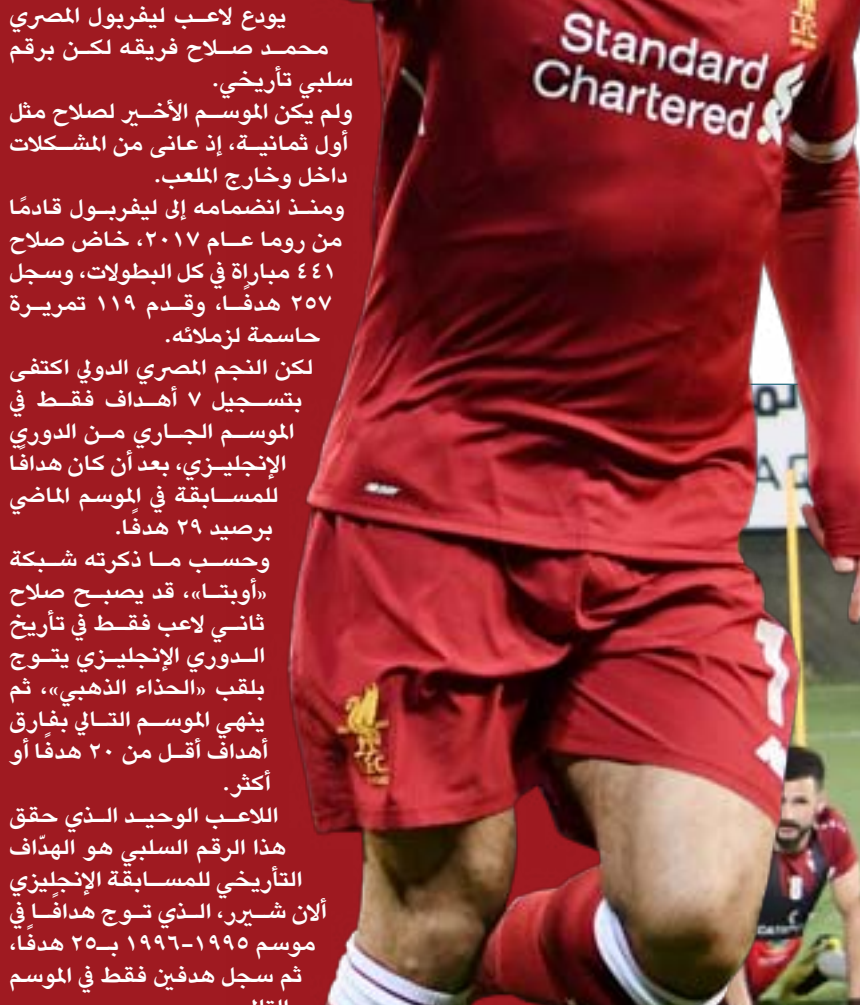 يودع لاعب ليفربول المصري
محمد صلاح فريقه لكن برقم
سلبي تأريخي.
ولم يكن الموسم الأخير لصلاح مثل
أول ثمانية، إذ عانى من المشكلات
داخل وخارج الملعب.
ومنذ انضمامه إلى ليفربول قادمًا
من روما عام ٢٠١٧، خاض صلاح
٤٤١ مباراة في كل البطولات، وسجل
٢٥٧ هدفًا، وقدم ١١٩ تمريرة
حاسمة لزملائه.
لكن النجم المصري الدولي اكتفى
بتسجيل ٧ أهداف فقط في
الموسم الجاري من الدوري
الإنجليزي، بعد أن كان هدافًا
للمسابقة في الموسم الماضي
برصيد ٢٩ هدفًا.
وحسب ما ذكرته شبكة
«أوبتا»، قد يصبح صلاح
ثاني لاعب فقط في تأريخ
الدوري الإنجليزي يتوج
بلقب «الحذاء الذهبي»، ثم
ينهي الموسم التالي بفارق
أهداف أقل من ٢٠ هدفًا أو
أكثر.
اللاعب الوحيد الذي حقق
هذا الرقم السلبي هو الهدّاف
التأريخي للمسابقة الإنجليزي
ألان شيرر، الذي توج هدافًا في
موسم ١٩٩٥-١٩٩٦ بـ٢٥ هدفًا،
ثم سجل هدفين فقط في الموسم
Standard
Chartered
L.F.C